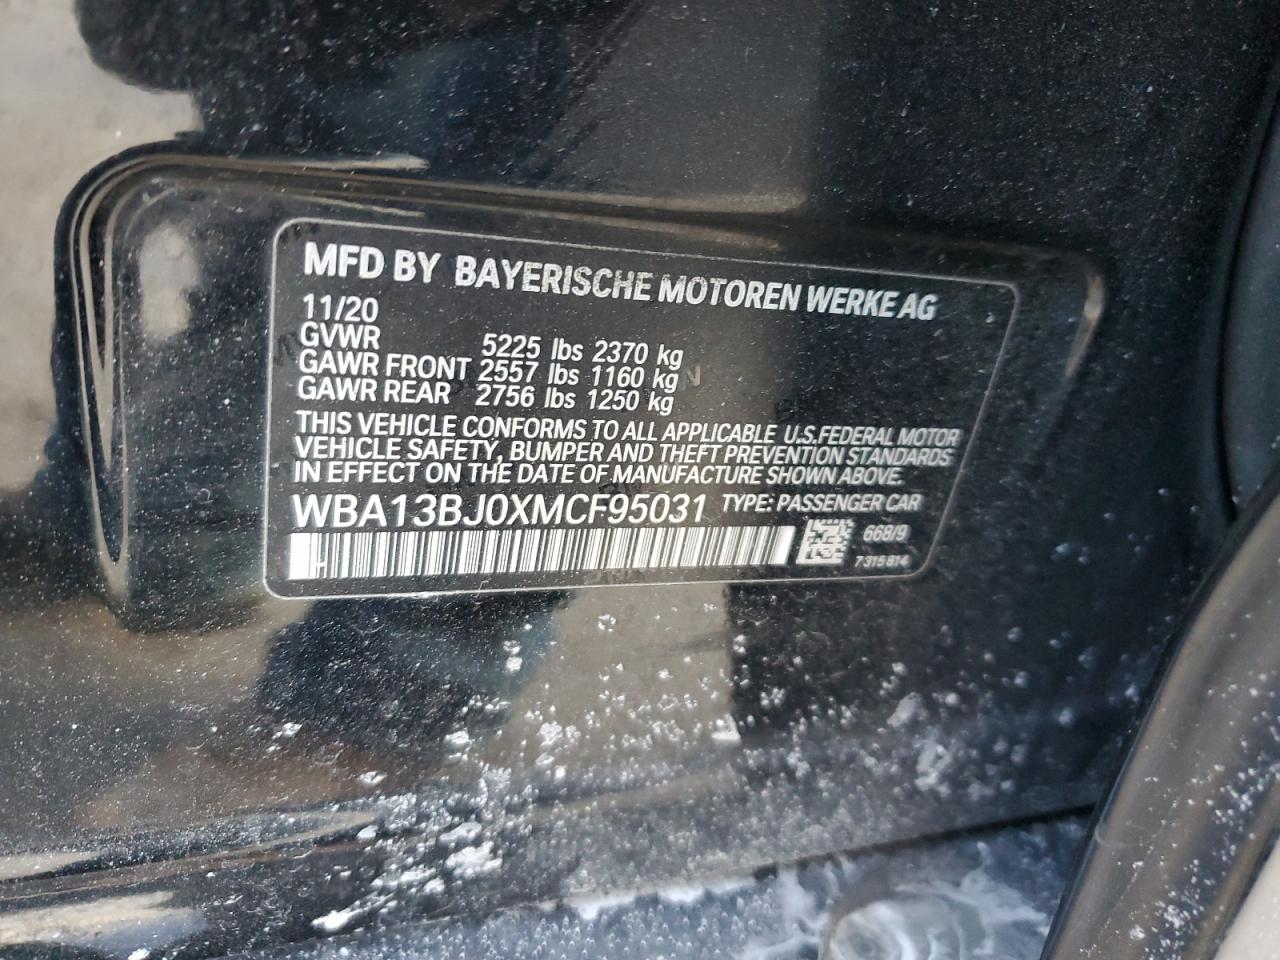 MFD BY BAYERISCHE MOTOREN WERKE AG
11/20
GVWR 5225 lbs 2370 kg
GAWR FRONT 2557 lbs 1160 kg
GAWR REAR 2756 lbs 1250 kg
THIS VEHICLE CONFORMS TO ALL APPLICABLE U.S.FEDERAL MOTOR
VEHICLE SAFETY, BUMPER AND THEFT PREVENTION STANDARDS
IN EFFECT ON THE DATE OF MANUFACTURE SHOWN ABOVE.
WBA13BJ0XMCF95031 TYPE: PASSENGER CAR
668/9
7315814